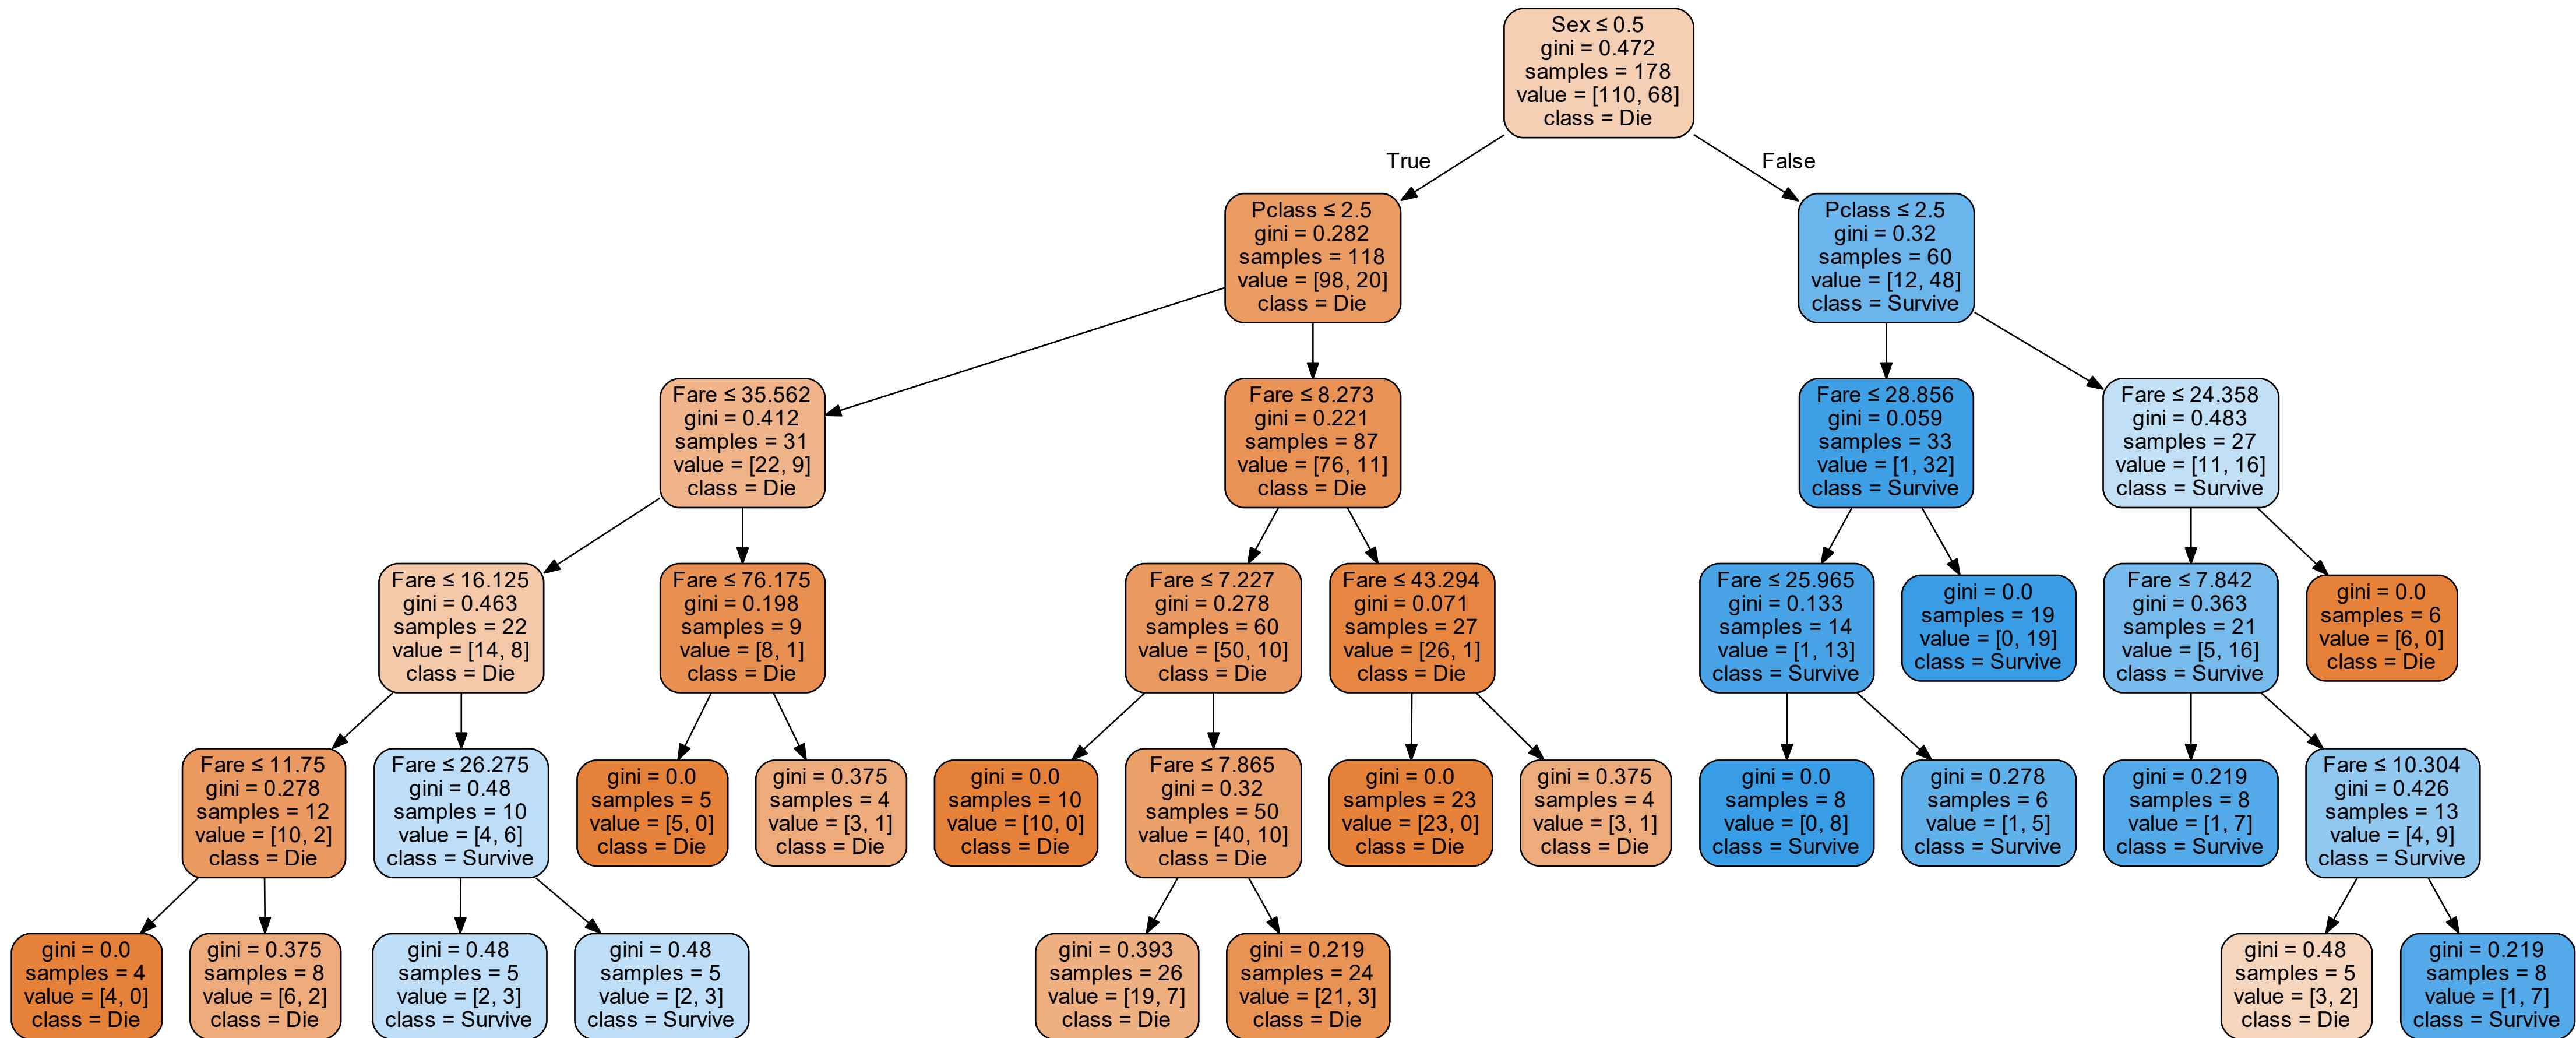 Sex ≤ 0.5
gini = 0.472
samples = 178
value = [110, 68]
class = Die
True
False
Pclass ≤ 2.5
gini = 0.282
samples = 118
value = [98, 20]
class = Die
Pclass ≤ 2.5
gini = 0.32
samples = 60
value = [12, 48]
class = Survive
Fare ≤ 35.562
gini = 0.412
samples = 31
value = [22, 9]
class = Die
Fare ≤ 8.273
gini = 0.221
samples = 87
value = [76, 11]
class = Die
Fare ≤ 28.856
gini = 0.059
samples = 33
value = [1, 32]
class = Survive
Fare ≤ 24.358
gini = 0.483
samples = 27
value = [11, 16]
class = Survive
Fare ≤ 16.125
gini = 0.463
samples = 22
value = [14, 8]
class = Die
Fare ≤ 76.175
gini = 0.198
samples = 9
value = [8, 1]
class = Die
Fare ≤ 7.227
gini = 0.278
samples = 60
value = [50, 10]
class = Die
Fare ≤ 43.294
gini = 0.071
samples = 27
value = [26, 1]
class = Die
Fare ≤ 25.965
gini = 0.133
samples = 14
value = [1, 13]
class = Survive
gini = 0.0
samples = 19
value = [0, 19]
class = Survive
Fare ≤ 7.842
gini = 0.363
samples = 21
value = [5, 16]
class = Survive
gini = 0.0
samples = 6
value = [6, 0]
class = Die
Fare ≤ 11.75
gini = 0.278
samples = 12
value = [10, 2]
class = Die
Fare ≤ 26.275
gini = 0.48
samples = 10
value = [4, 6]
class = Survive
gini = 0.0
samples = 5
value = [5, 0]
class = Die
gini = 0.375
samples = 4
value = [3, 1]
class = Die
gini = 0.0
samples = 10
value = [10, 0]
class = Die
Fare ≤ 7.865
gini = 0.32
samples = 50
value = [40, 10]
class = Die
gini = 0.0
samples = 23
value = [23, 0]
class = Die
gini = 0.375
samples = 4
value = [3, 1]
class = Die
gini = 0.0
samples = 8
value = [0, 8]
class = Survive
gini = 0.278
samples = 6
value = [1, 5]
class = Survive
gini = 0.219
samples = 8
value = [1, 7]
class = Survive
Fare ≤ 10.304
gini = 0.426
samples = 13
value = [4, 9]
class = Survive
gini = 0.0
samples = 4
value = [4, 0]
class = Die
gini = 0.375
samples = 8
value = [6, 2]
class = Die
gini = 0.48
samples = 5
value = [2, 3]
class = Survive
gini = 0.48
samples = 5
value = [2, 3]
class = Survive
gini = 0.393
samples = 26
value = [19, 7]
class = Die
gini = 0.219
samples = 24
value = [21, 3]
class = Die
gini = 0.48
samples = 5
value = [3, 2]
class = Die
gini = 0.219
samples = 8
value = [1, 7]
class = Survive